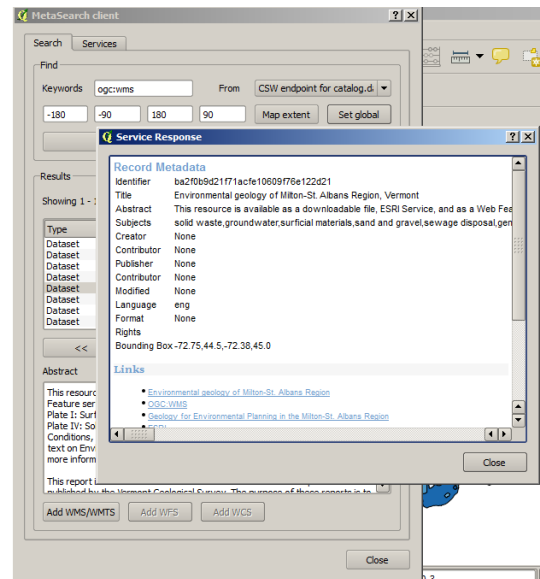 MetaSearch client
Search Services
Find
Keywords ogc:wms From CSW endpoint for catalog.d
-180 -90 180 90 Map extent Set global
Service Response
Record Metadata
Identifier ba2f0b9d21f71acfe10609f76e122d21
Title Environmental geology of Milton-St. Albans Region, Vermont
Abstract This resource is available as a downloadable file, ESRI Service, and as a Web Fea
Subjects solid waste,groundwater,surficial materials,sand and gravel,sewage disposal,gen
Creator None
Contributor None
Publisher None
Contributor None
Modified None
Language eng
Format None
Rights
Bounding Box -72.75,44.5,-72.38,45.0
Links
Environmental geology of Milton-St. Albans Region
OGC:WMS
Geology for Environmental Planning in the Milton-St. Albans Region
ESRI
Close
Results
Showing 1 -
Type
Dataset
Dataset
Dataset
Dataset
Dataset
Dataset
Dataset
Dataset
<<
Abstract
This resourc
Feature ser
Plate I: Surf
Plate IV: So
Conditions,
text on Env
more inform
This report i
published by the Vermont Geological Survey. The purpose of these reports is to
Add WMS/WMTS Add WFS Add WCS
Close